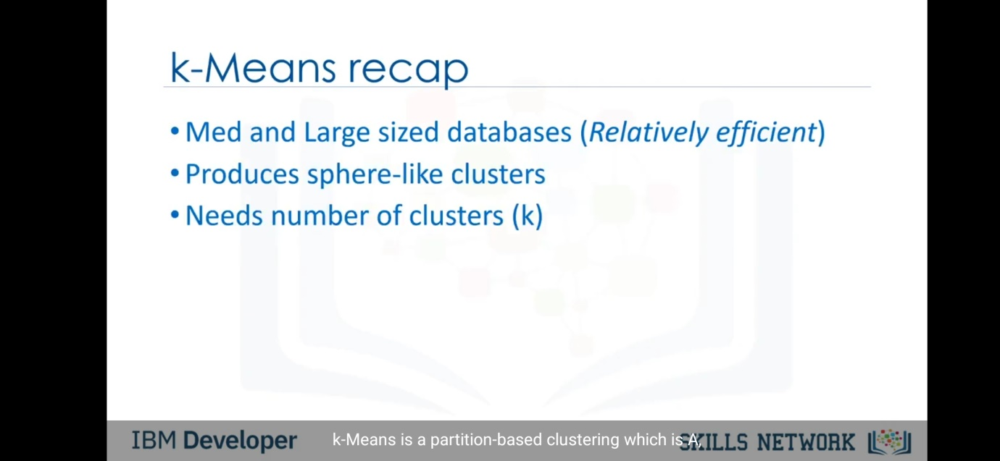 k-Means recap
• Med and Large sized databases (Relatively efficient)
• Produces sphere-like clusters
• Needs number of clusters (k)
IBM Developer
k-Means is a partition-based clustering which is A,
SKILLS NETWORK